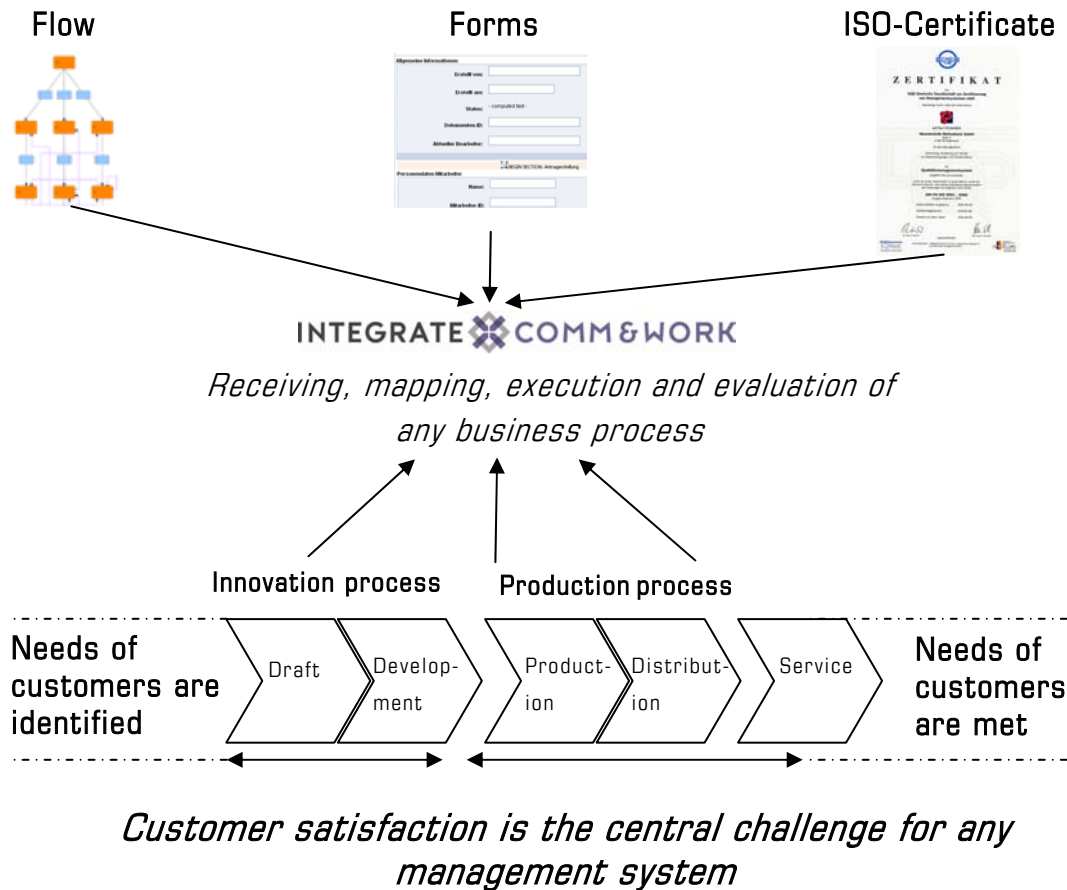 Flow
Forms
ISO-Certificate
Allgemeine Informationen
Erstellt von:
Erstellt am:
Status: - computed text -
Dokumenten ID:
Aktueller Bearbeiter:
BEGIN SECTION: Antragserstellung
Personendaten Mitarbeiter
Name:
Mitarbeiter ID:
ZERTIFIKAT
INTEGRATE COMM&WORK
Receiving, mapping, execution and evaluation of
any business process
Innovation process
Production process
Needs of
customers are
identified
Draft
Develop-
ment
Product-
ion
Distribut-
ion
Service
Needs of
customers
are met
Customer satisfaction is the central challenge for any
management system